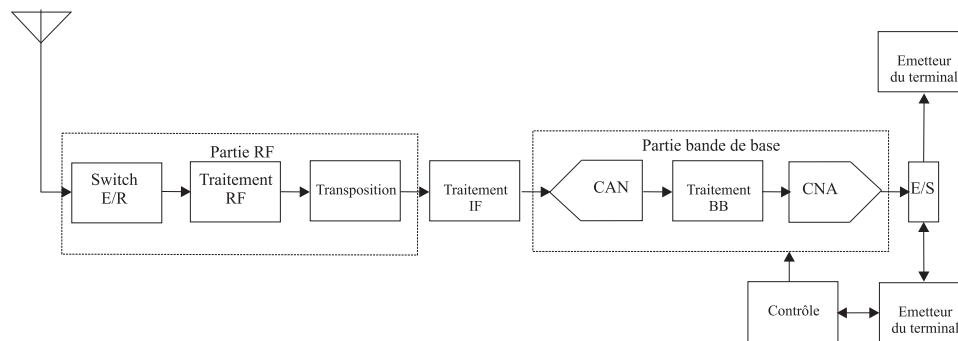 Emetteur
du terminal
Partie RF
Partie bande de base
Switch
E/R
Traitement
RF
Transposition
Traitement
IF
CAN
Traitement
BB
CNA
E/S
Contrôle
Emetteur
du terminal